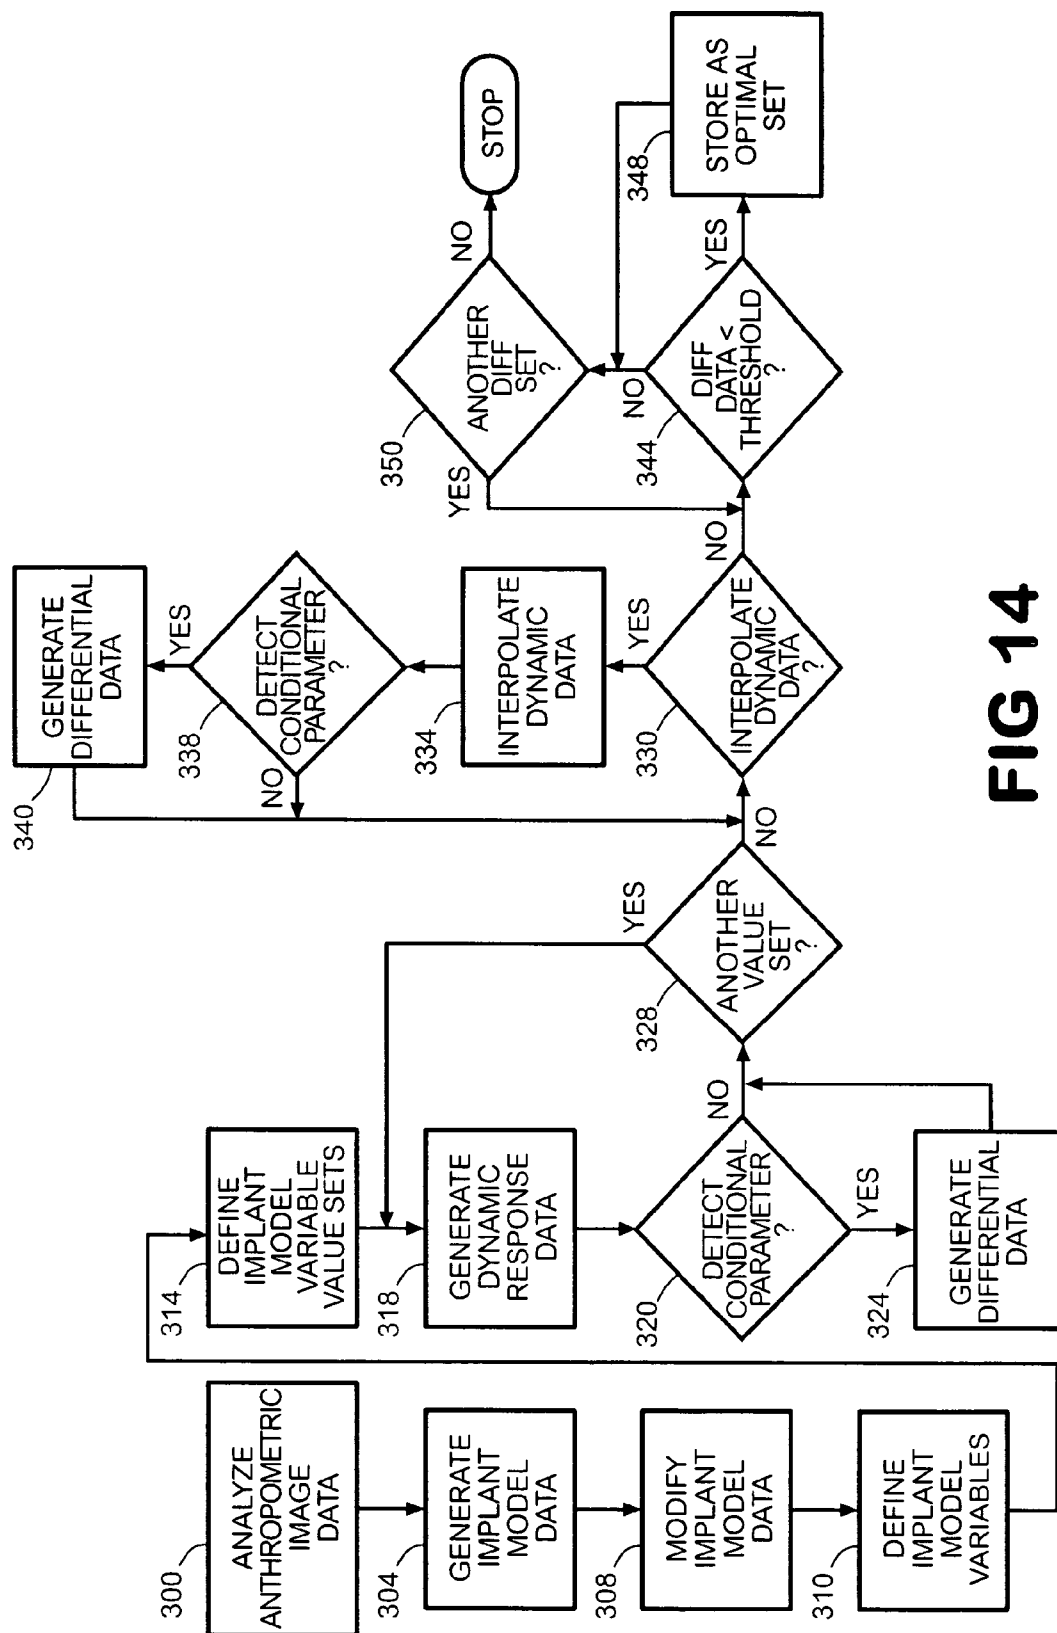 300
ANALYZE
ANTHROPOMETRIC
IMAGE
DATA
304
GENERATE
IMPLANT
MODEL
DATA
308
MODIFY
IMPLANT
MODEL
DATA
310
DEFINE
IMPLANT
MODEL
VARIABLES
314
DEFINE
IMPLANT
MODEL
VARIABLE
VALUE SETS
318
GENERATE
DYNAMIC
RESPONSE
DATA
320
DETECT
CONDITIONAL
PARAMETER
?
YES
NO
324
GENERATE
DIFFERENTIAL
DATA
328
ANOTHER
VALUE
SET
?
YES
NO
330
INTERPOLATE
DYNAMIC
DATA
?
YES
NO
334
INTERPOLATE
DYNAMIC
DATA
338
DETECT
CONDITIONAL
PARAMETER
?
YES
NO
340
GENERATE
DIFFERENTIAL
DATA
344
DIFF
DATA <
THRESHOLD
?
YES
NO
348
STORE AS
OPTIMAL
SET
350
ANOTHER
DIFF
SET
?
YES
NO
STOP
FIG 14